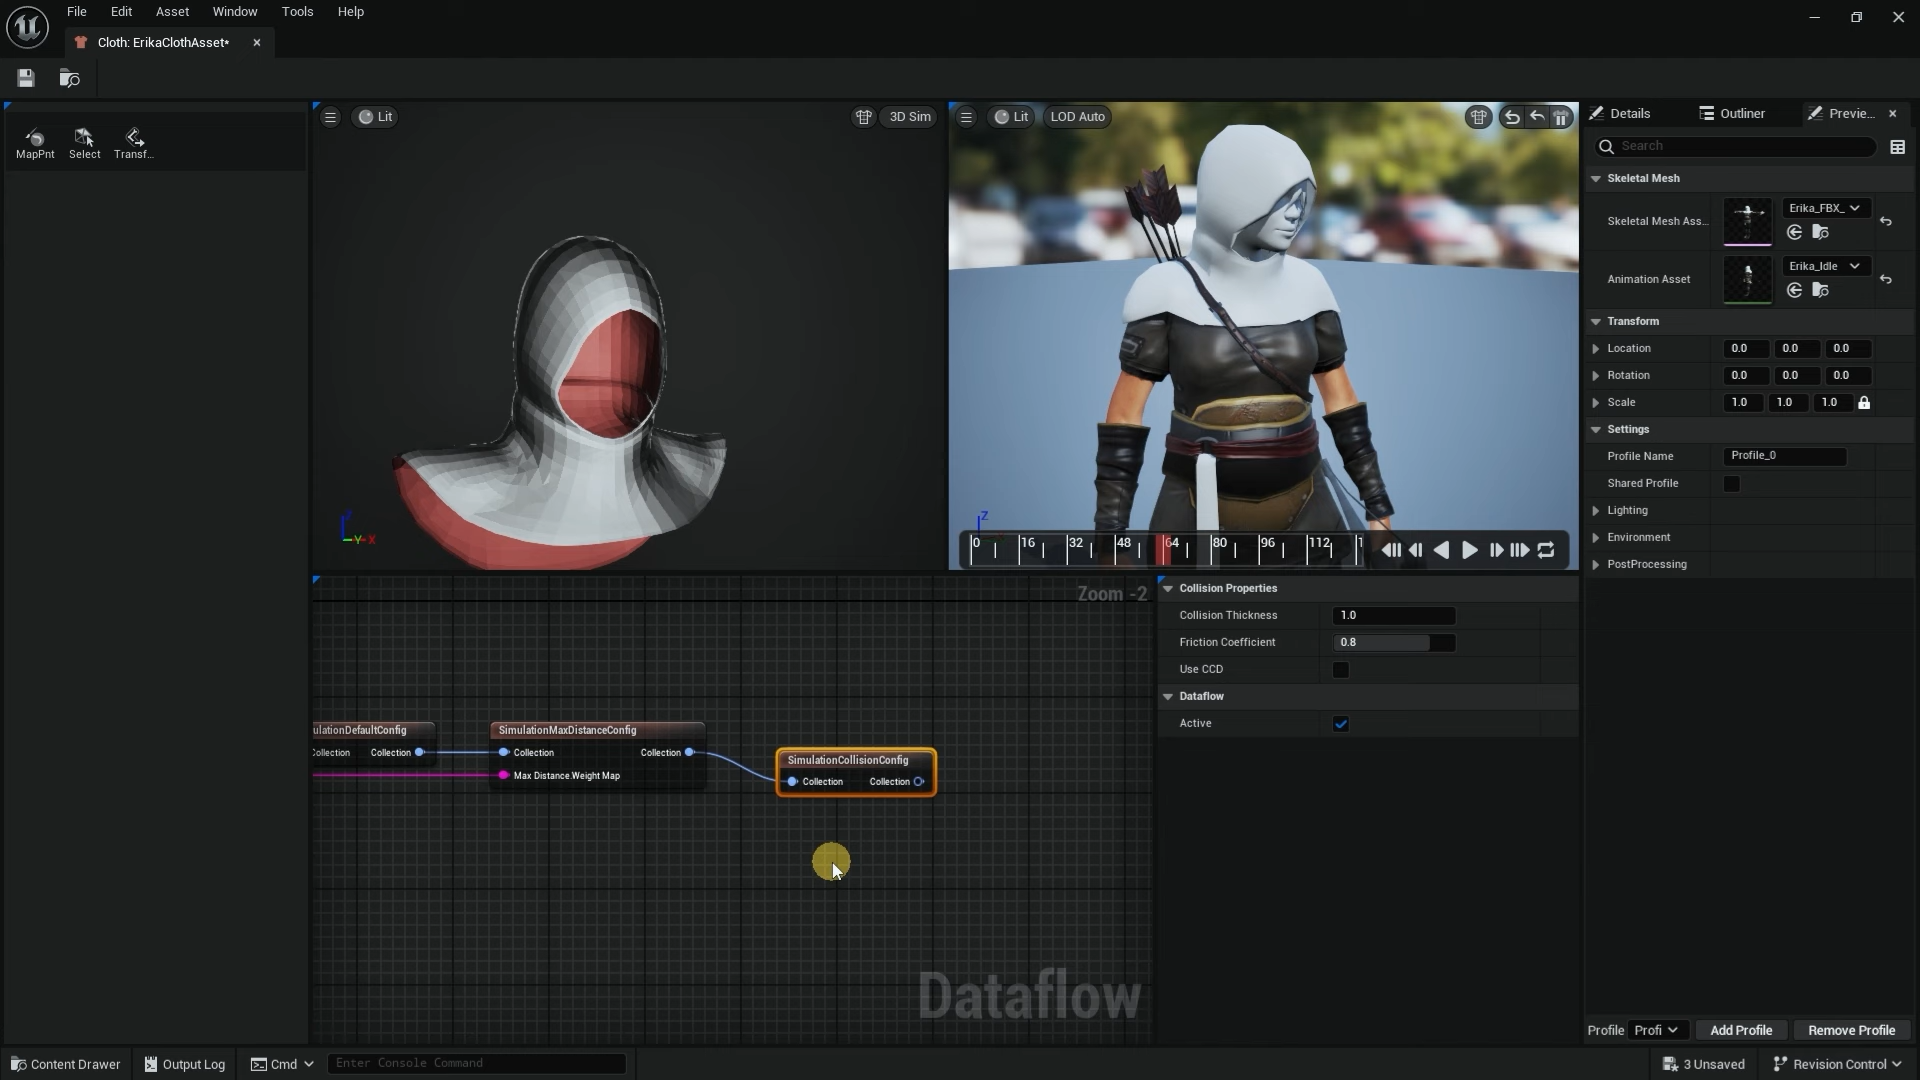 File Edit Asset Window Tools Help
Cloth: ErikaClothAsset*
MapPnt Select Transf...
Lit
3D Sim
Lit LOD Auto
Y X
Z
0 16 32 48 64 80 96 112 1
Details Outliner Previe...
Search
Skeletal Mesh
Skeletal Mesh Ass... Erika_FBX_
Animation Asset Erika_Idle
Transform
Location 0.0 0.0 0.0
Rotation 0.0 0.0 0.0
Scale 1.0 1.0 1.0
Settings
Profile Name Profile_0
Shared Profile
Lighting
Environment
PostProcessing
Zoom -2
ulationDefaultConfig
Collection Collection
SimulationMaxDistanceConfig
Collection Collection
Max Distance.Weight Map
SimulationCollisionConfig
Collection Collection
Dataflow
Collision Properties
Collision Thickness 1.0
Friction Coefficient 0.8
Use CCD
Dataflow
Active
Profile Profi Add Profile Remove Profile
Content Drawer Output Log Cmd Enter Console Command 3 Unsaved Revision Control